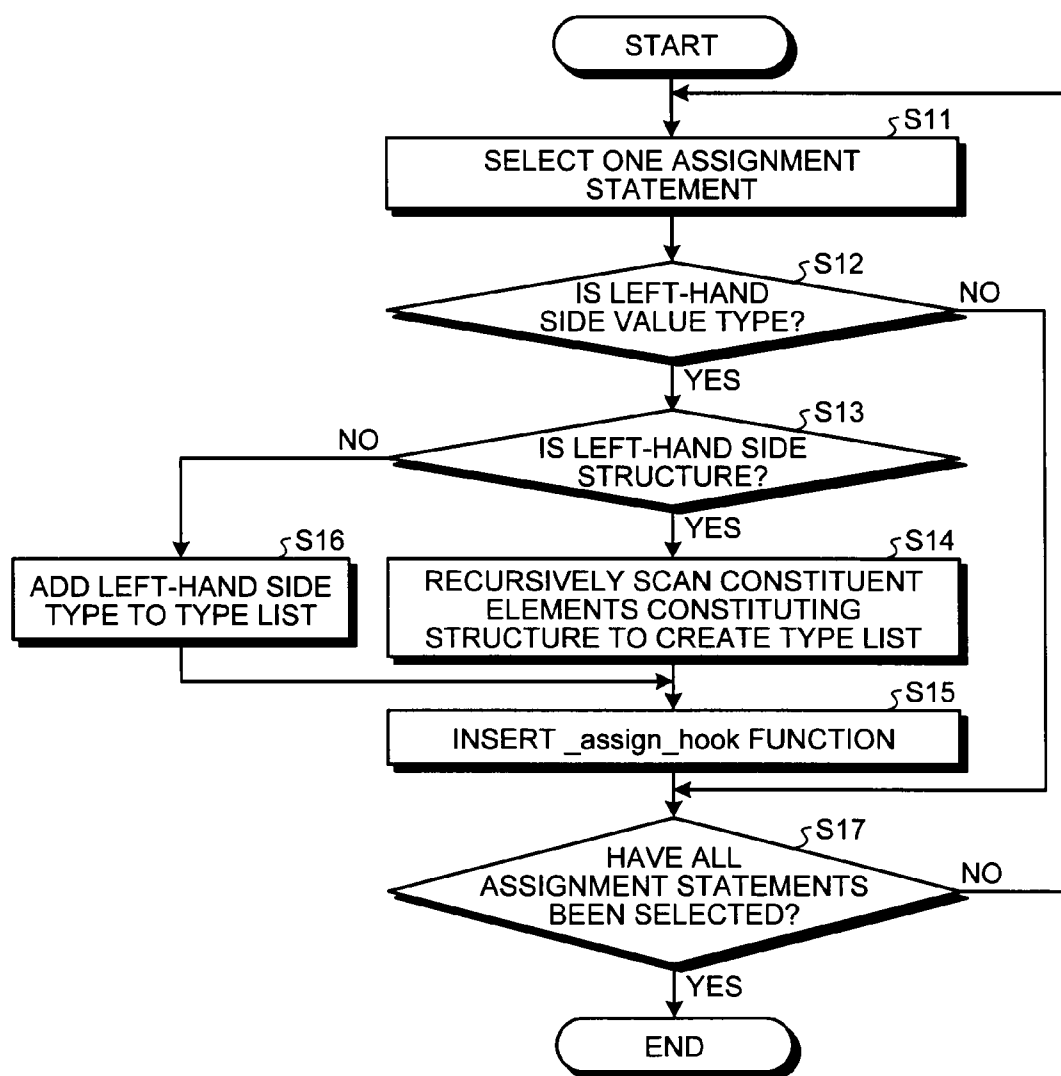 START
S11
SELECT ONE ASSIGNMENT
STATEMENT
S12
IS LEFT-HAND
SIDE VALUE TYPE?
NO
YES
S13
NO
IS LEFT-HAND SIDE
STRUCTURE?
YES
S16
ADD LEFT-HAND SIDE
TYPE TO TYPE LIST
S14
RECURSIVELY SCAN CONSTITUENT
ELEMENTS CONSTITUTING
STRUCTURE TO CREATE TYPE LIST
S15
INSERT _assign_hook FUNCTION
S17
HAVE ALL
ASSIGNMENT STATEMENTS
BEEN SELECTED?
NO
YES
END